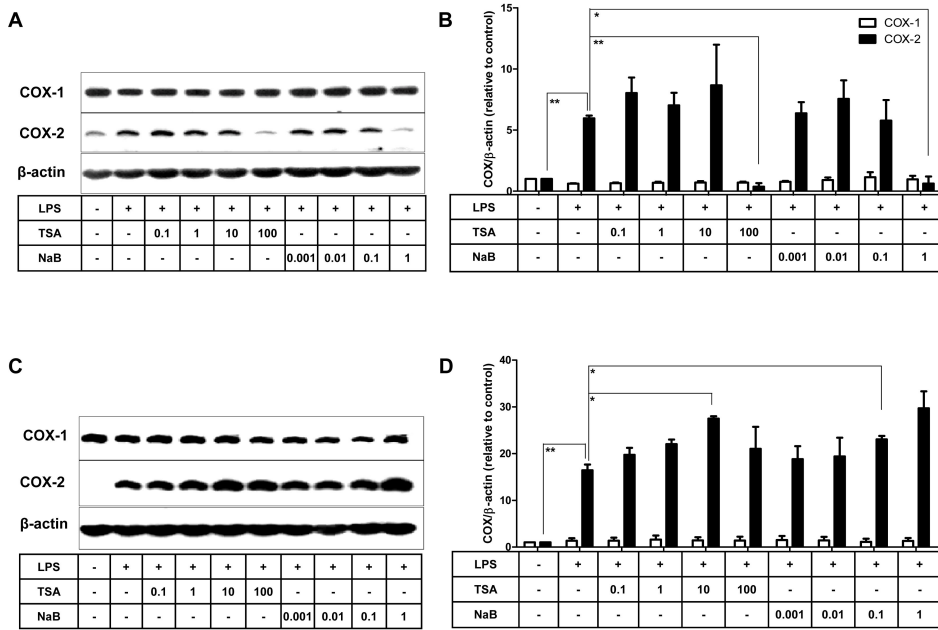 A
COX-1
COX-2
β-actin
LPS - + + + + + + + + +
TSA - - 0.1 1 10 100 - - - -
NaB - - - - - - 0.001 0.01 0.1 1
B
COX/β-actin (relative to control)
15
10
5
0
*
**
**
COX-1
COX-2
LPS - + + + + + + + + +
TSA - - 0.1 1 10 100 - - - -
NaB - - - - - - 0.001 0.01 0.1 1
C
COX-1
COX-2
β-actin
LPS - + + + + + + + + +
TSA - - 0.1 1 10 100 - - - -
NaB - - - - - - 0.001 0.01 0.1 1
D
COX/β-actin (relative to control)
40
30
20
10
0
*
*
**
LPS - + + + + + + + + +
TSA - - 0.1 1 10 100 - - - -
NaB - - - - - - 0.001 0.01 0.1 1